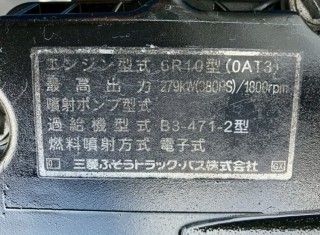 エンジン型式 6R10型(0AT3)
最高出力 279kW(380PS)/1800rpm
噴射ポンプ型式
過給機型式 B3-471-2型
燃料噴射方式 電子式
三菱ふそうトラック・バス株式会社